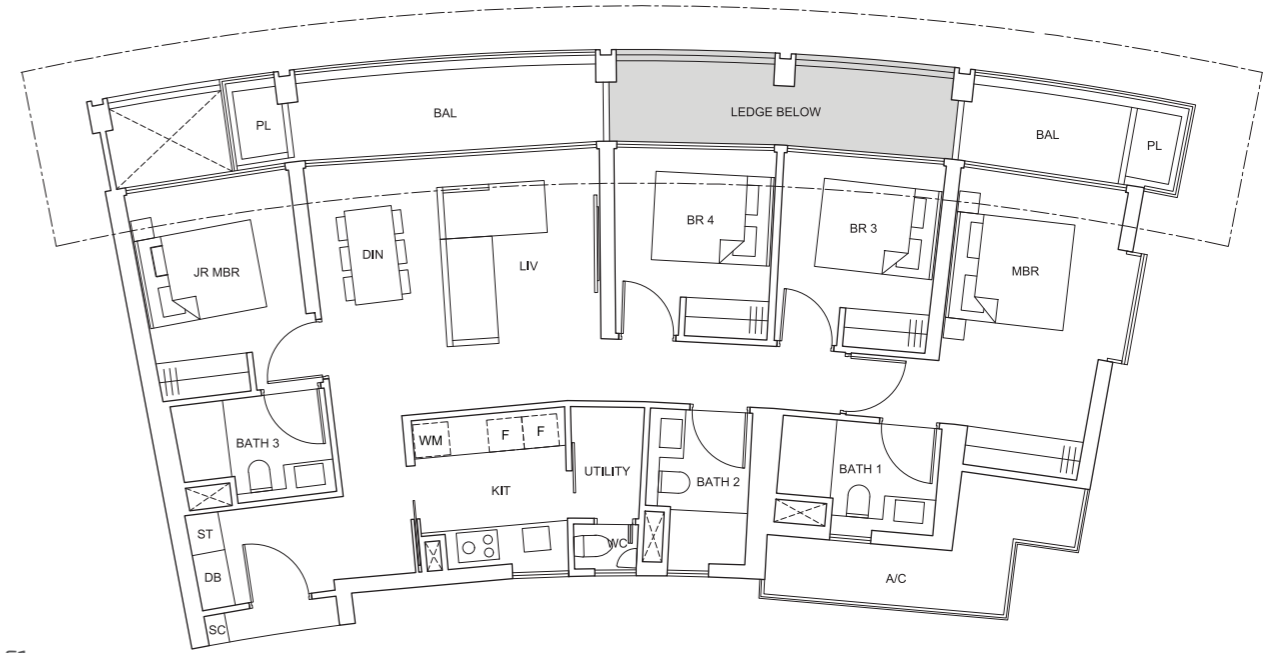 PL
BAL
LEDGE BELOW
BAL
PL
JR MBR
DIN
LIV
BR 4
BR 3
MBR
BATH 3
WM
F
F
UTILITY
KIT
BATH 2
BATH 1
ST
DB
SC
WC
A/C